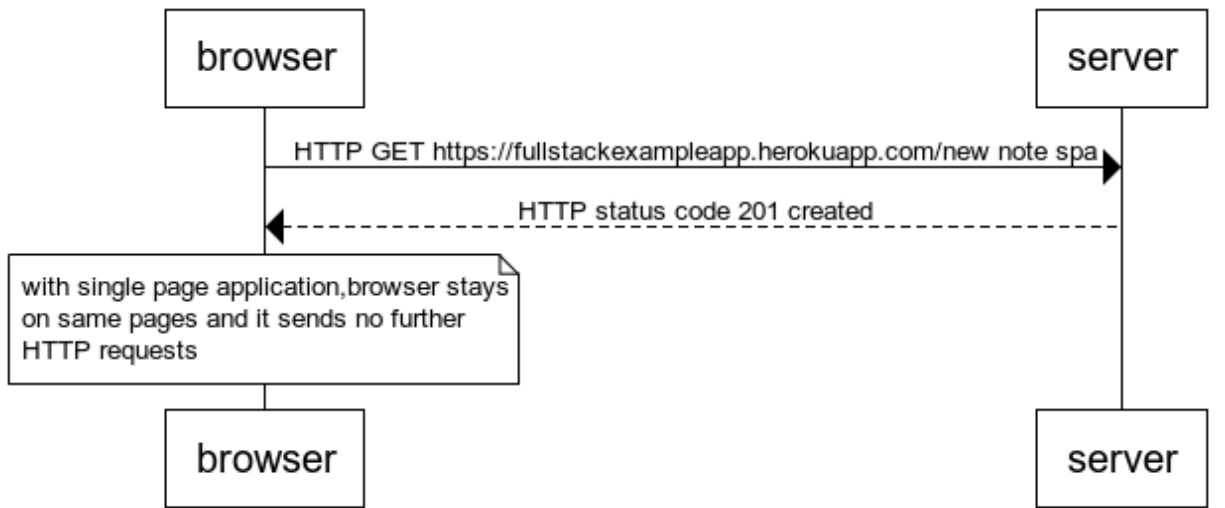 browser
server
HTTP GET https://fullstackexampleapp.herokuapp.com/new note spa
HTTP status code 201 created
with single page application,browser stays
on same pages and it sends no further
HTTP requests
browser
server